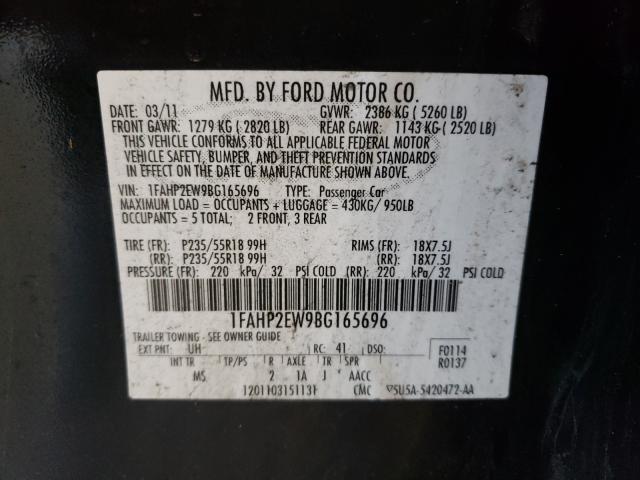 MFD. BY FORD MOTOR CO.
DATE: 03/11 GVWR: 2386 KG ( 5260 LB)
FRONT GAWR: 1279 KG ( 2820 LB) REAR GAWR: 1143 KG ( 2520 LB)
THIS VEHICLE CONFORMS TO ALL APPLICABLE FEDERAL MOTOR
VEHICLE SAFETY, BUMPER, AND THEFT PREVENTION STANDARDS
IN EFFECT ON THE DATE OF MANUFACTURE SHOWN ABOVE.
VIN: 1FAHP2EW9BG165696 TYPE: Passenger Car
MAXIMUM LOAD = OCCUPANTS + LUGGAGE = 430KG/ 950LB
OCCUPANTS = 5 TOTAL; 2 FRONT, 3 REAR
TIRE (FR): P235/55R18 99H RIMS (FR): 18X7.5J
(RR): P235/55R18 99H (RR): 18X7.5J
PRESSURE (FR): 220 kPa/ 32 PSI COLD (RR): 220 kPa/ 32 PSI COLD
1FAHP2EW9BG165696
TRAILER TOWING - SEE OWNER GUIDE
EXT PNT: UH RC: 41 DSO: F0114
INT TR TP/PS R AXLE TR SPR R0137
MS 2 1A J AACC
1201103151131 CMC 5U5A-5420472-AA